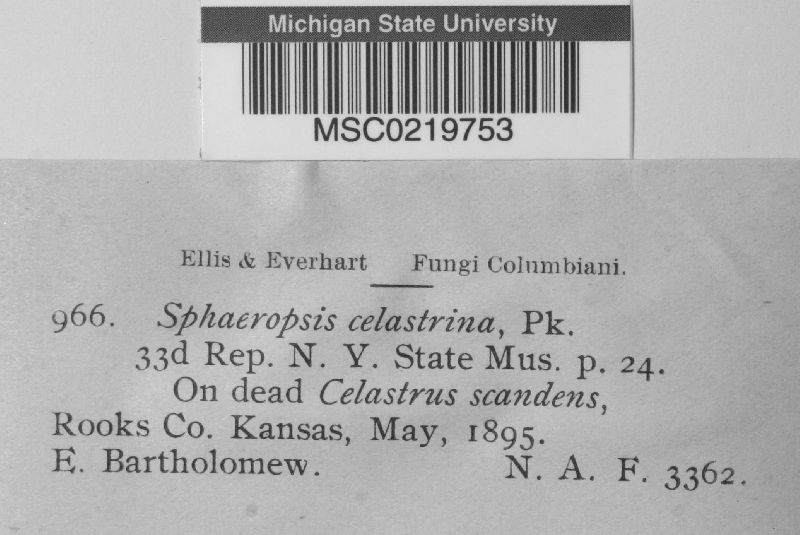 Michigan State University
MSC0219753
Ellis & Everhart Fungi Columbiani.
966. Sphaeropsis celastrina, Pk.
33d Rep. N. Y. State Mus. p. 24.
On dead Celastrus scandens,
Rooks Co. Kansas, May, 1895.
E. Bartholomew. N. A. F. 3362.